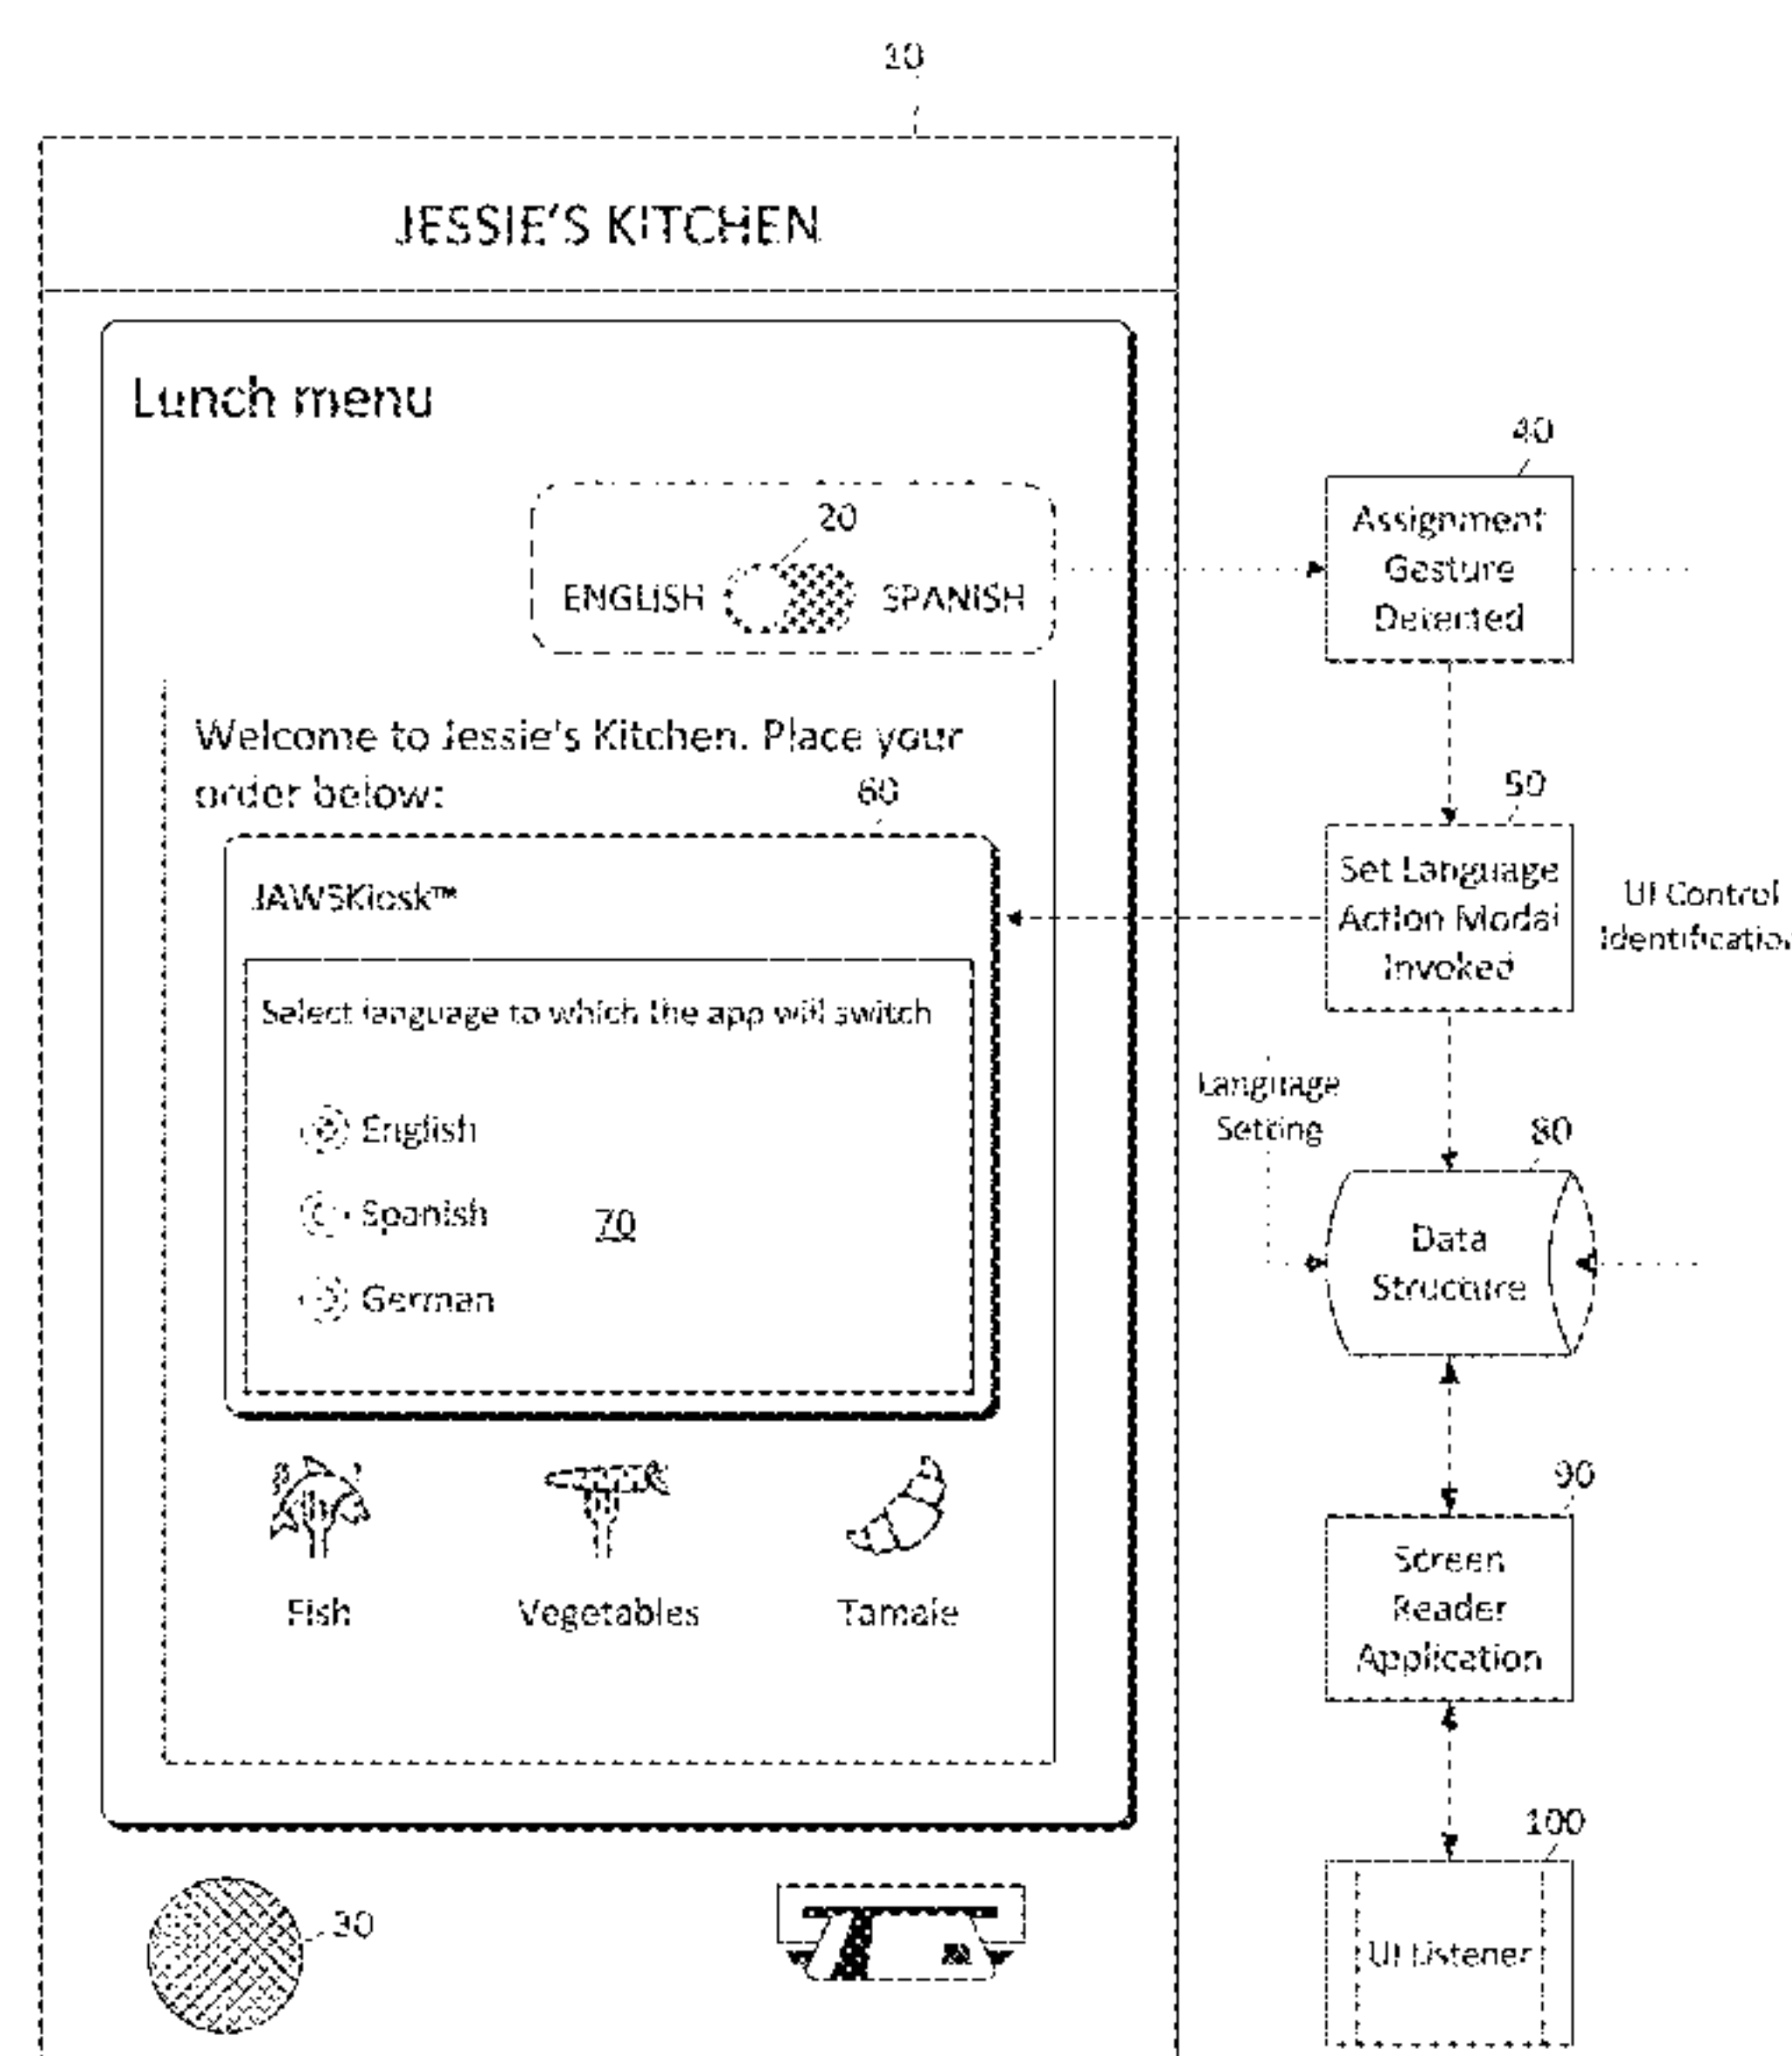 10
JESSIE'S KITCHEN
Lunch menu
20
ENGLISH SPANISH
Welcome to Jessie's Kitchen. Place your
order below:
60
JAWSKiosk™
Select language to which the app will switch
English
Spanish
70
German
Fish
Vegetables
Tamale
30
40
Assignment
Gesture
Detected
50
Set Language
Action Modal
Invoked
UI Control
Language
Setting
80
Data
Structure
90
Screen
Reader
Application
100
UI Listener